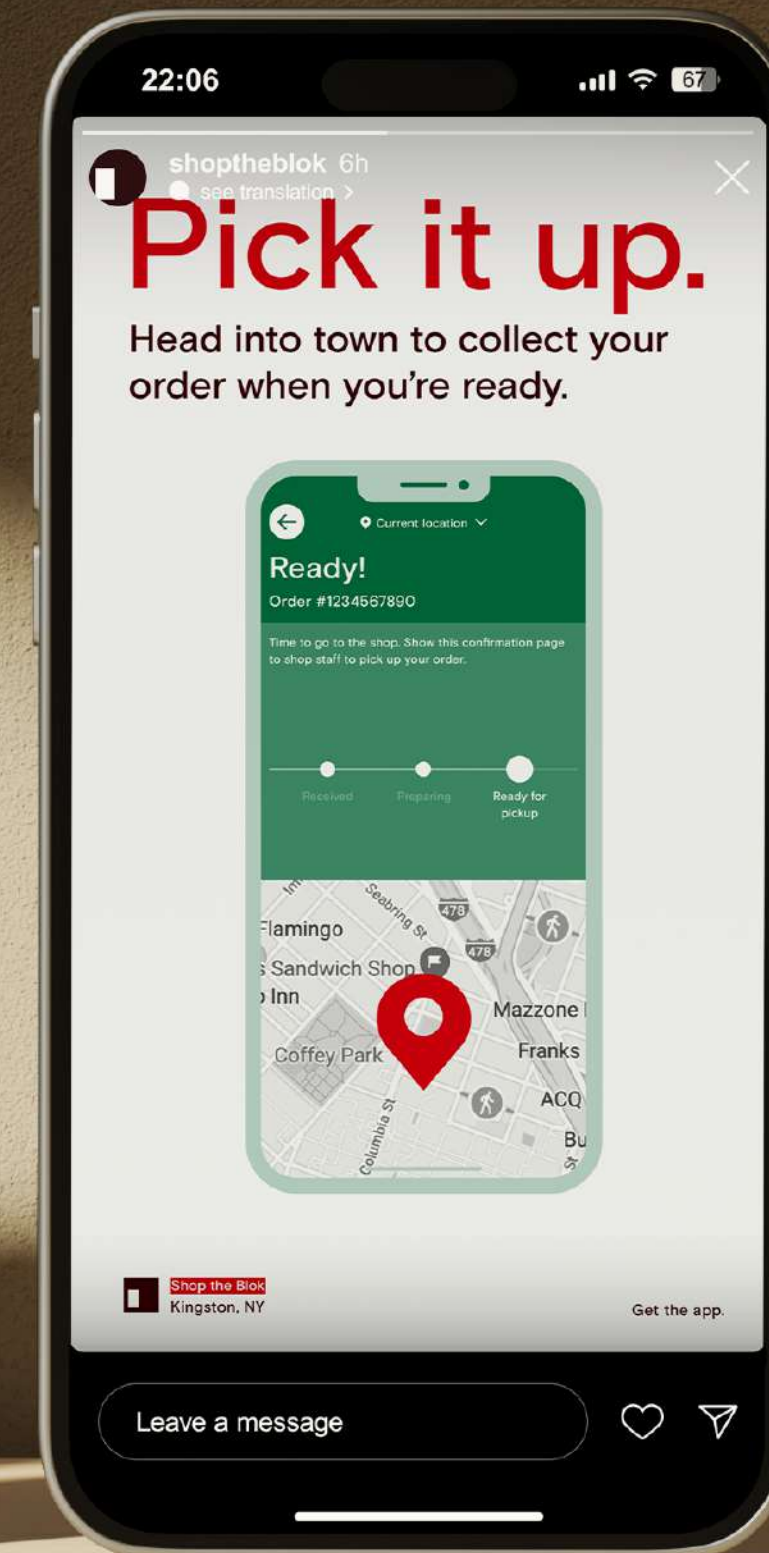 22:06
67
shoptheblok 6h
see translation >
Pick it up.
Head into town to collect your
order when you're ready.
Current location
Ready!
Order #1234567890
Time to go to the shop. Show this confirmation page
to shop staff to pick up your order.
Received
Preparing
Ready for
pickup
Seabring St
478
Flamingo
478
s Sandwich Shop
o Inn
Mazzone
Coffey Park
Franks
ACQ
Columbia St
Bu
St
Shop the Blok
Kingston, NY
Get the app.
Leave a message